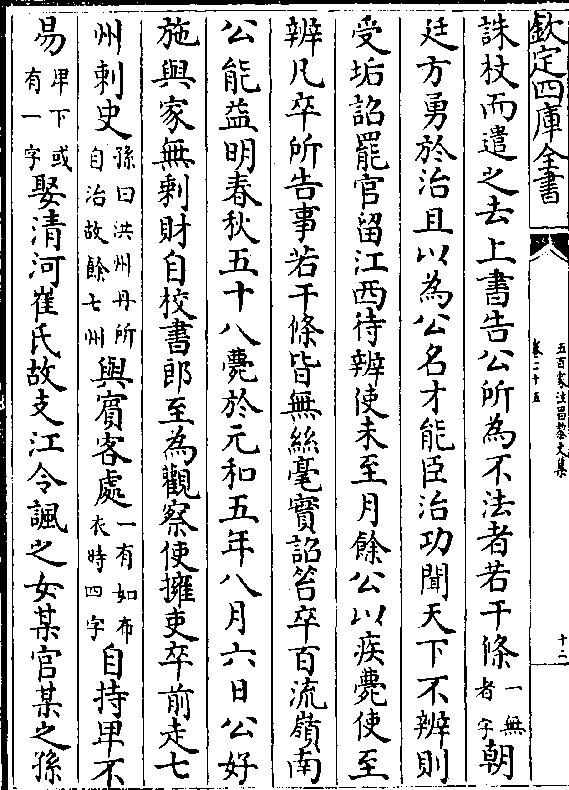 欽定四庫全書
五百家注昌黎文集
卷二十五
十二
誅杖而遣之去上書告公所為不法者若干條一無者字朝
廷方勇於治且以為公名才能臣治功聞天下不辨則
受垢詔罷官留江西待辨使未至月餘公以疾薨使至
辨凡卒所告事若干條皆無絲毫實詔笞卒百流嶺南
公能益明春秋五十八薨於元和五年八月六日公好
施與家無剰財自校書郎至為觀察使擁吏卒前走七
州刺史孫曰洪州丹所自治故餘七州與賓客處一有如布衣時四字自持卑不
易卑下或有一字娶清河崔氏故支江令諷之女某官某之孫